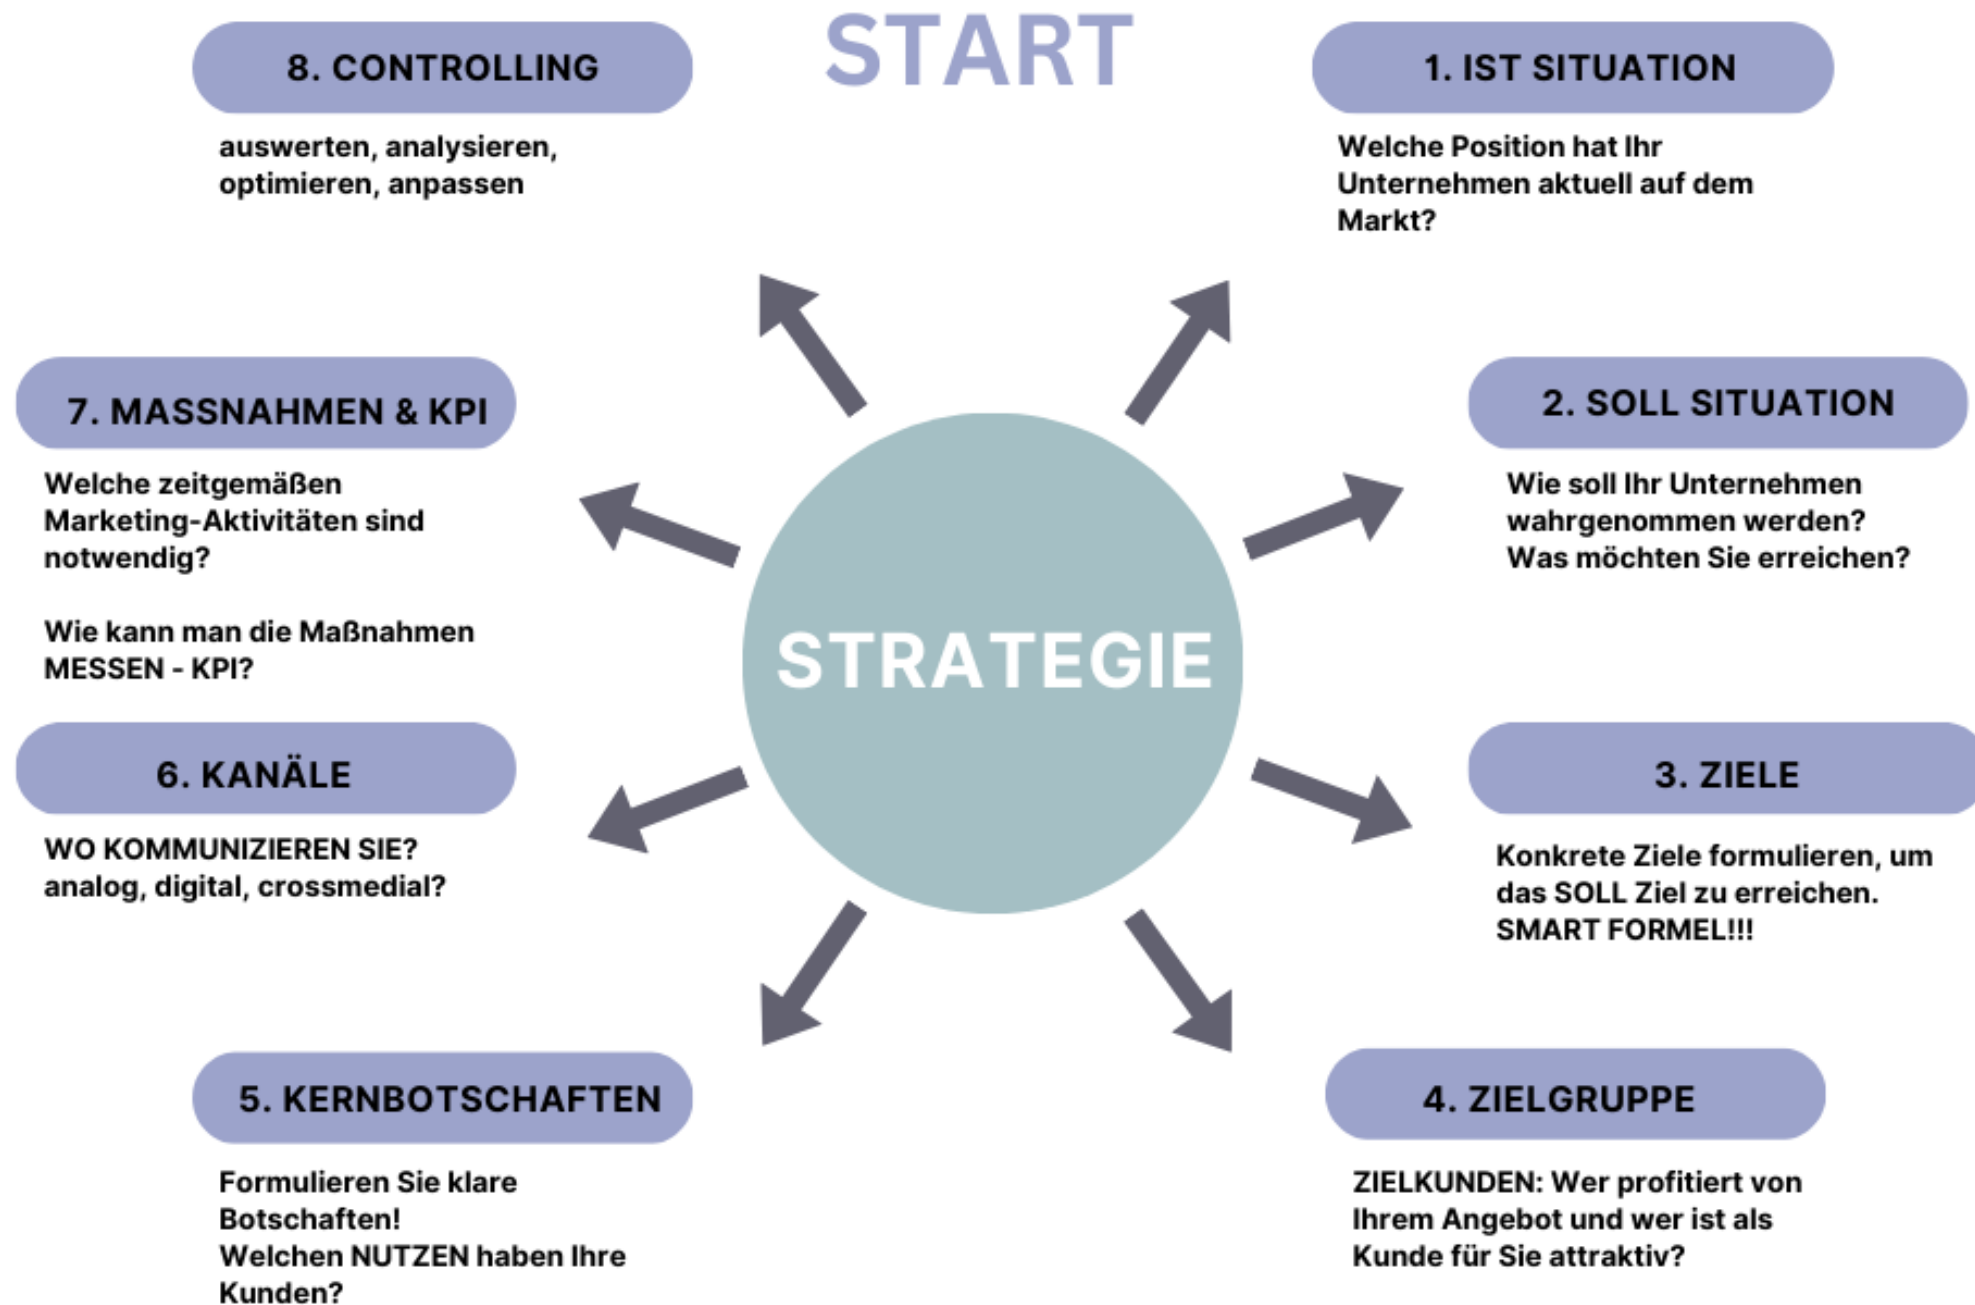 START
1. IST SITUATION
Welche Position hat Ihr
Unternehmen aktuell auf dem
Markt?
2. SOLL SITUATION
Wie soll Ihr Unternehmen
wahrgenommen werden?
Was möchten Sie erreichen?
3. ZIELE
Konkrete Ziele formulieren, um
das SOLL Ziel zu erreichen.
SMART FORMEL!!!
4. ZIELGRUPPE
ZIELKUNDEN: Wer profitiert von
Ihrem Angebot und wer ist als
Kunde für Sie attraktiv?
5. KERNBOTSCHAFTEN
Formulieren Sie klare
Botschaften!
Welchen NUTZEN haben Ihre
Kunden?
6. KANÄLE
WO KOMMUNIZIEREN SIE?
analog, digital, crossmedial?
7. MASSNAHMEN & KPI
Welche zeitgemäßen
Marketing-Aktivitäten sind
notwendig?
Wie kann man die Maßnahmen
MESSEN - KPI?
8. CONTROLLING
auswerten, analysieren,
optimieren, anpassen
STRATEGIE